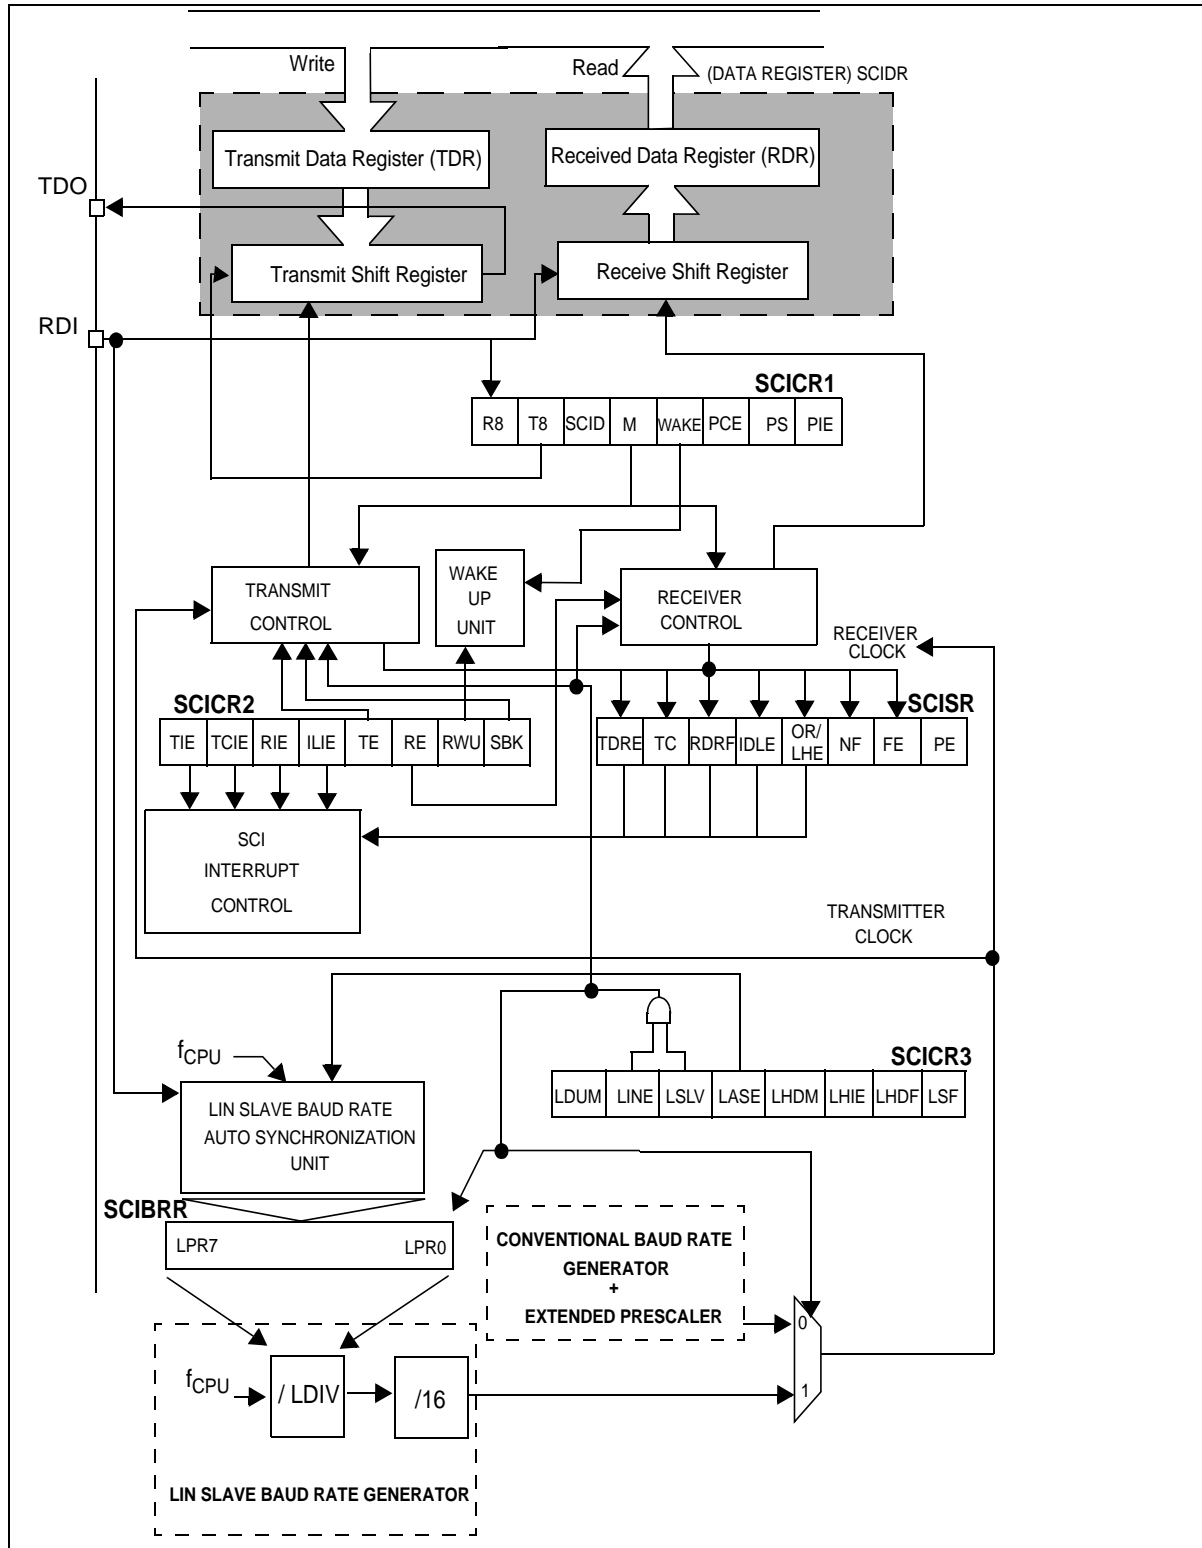 Write
Read
(DATA REGISTER) SCIDR
Transmit Data Register (TDR)
Received Data Register (RDR)
TDO
Transmit Shift Register
Receive Shift Register
RDI
SCICR1
R8 T8 SCID M WAKE PCE PS PIE
TRANSMIT
CONTROL
WAKE
UP
UNIT
RECEIVER
CONTROL
RECEIVER
CLOCK
SCICR2
TIE TCIE RIE ILIE TE RE RWU SBK
SCISR
TDRE TC RDRF IDLE OR/
LHE NF FE PE
SCI
INTERRUPT
CONTROL
TRANSMITTER
CLOCK
fCPU
SCICR3
LDUM LINE LSLV LASE LHDM LHIE LHDF LSF
LIN SLAVE BAUD RATE
AUTO SYNCHRONIZATION
UNIT
SCIBRR
LPR7 LPR0
CONVENTIONAL BAUD RATE
GENERATOR
+
EXTENDED PRESCALER
0
1
fCPU
/ LDIV
/16
LIN SLAVE BAUD RATE GENERATOR